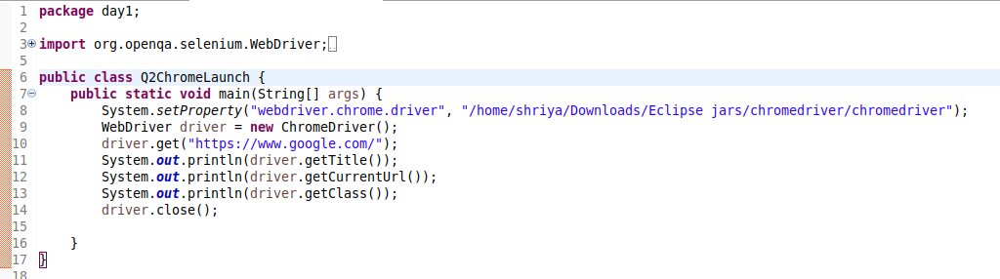 1 package day1;
2
3 import org.openqa.selenium.WebDriver;
5
6 public class Q2ChromeLaunch {
7 public static void main(String[] args) {
8 System.setProperty("webdriver.chrome.driver", "/home/shriya/Downloads/Eclipse jars/chromedriver/chromedriver");
9 WebDriver driver = new ChromeDriver();
10 driver.get("https://www.google.com/");
11 System.out.println(driver.getTitle());
12 System.out.println(driver.getCurrentUrl());
13 System.out.println(driver.getClass());
14 driver.close();
15
16 }
17 }
18